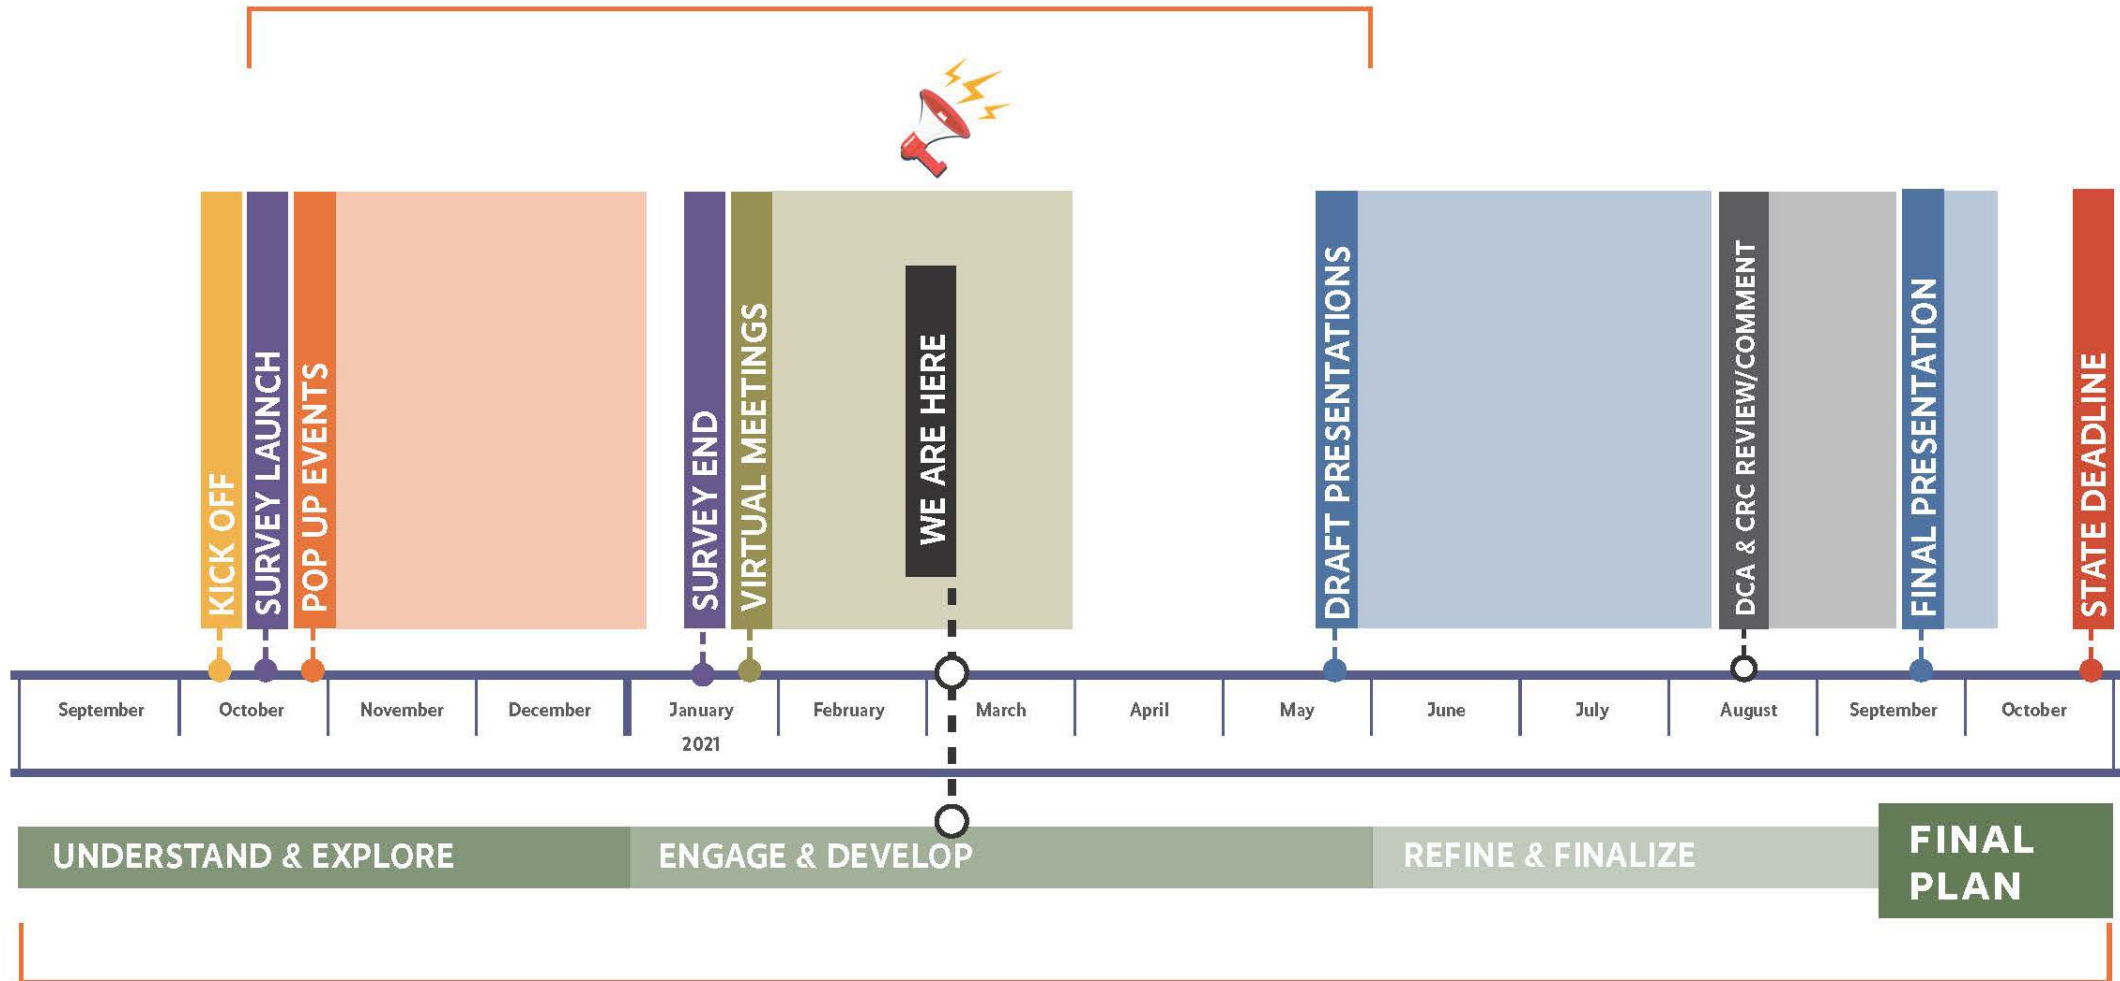 KICK OFF
SURVEY LAUNCH
POP UP EVENTS
SURVEY END
VIRTUAL MEETINGS
WE ARE HERE
DRAFT PRESENTATIONS
DCA & CRC REVIEW/COMMENT
FINAL PRESENTATION
STATE DEADLINE
September
October
November
December
January
2021
February
March
April
May
June
July
August
September
October
UNDERSTAND & EXPLORE
ENGAGE & DEVELOP
REFINE & FINALIZE
FINAL
PLAN